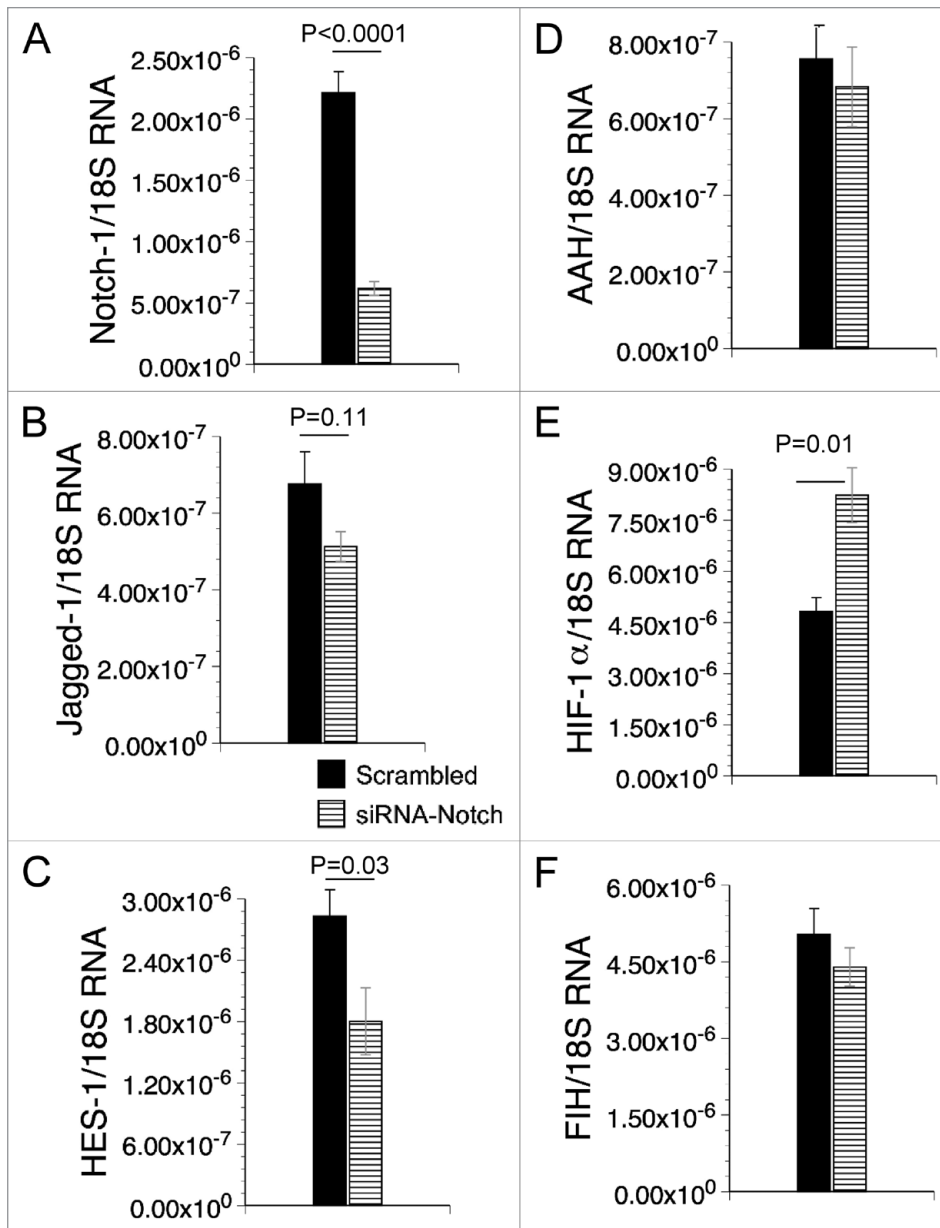 A
P<0.0001
Notch-1/18S RNA
2.50x10⁻⁶
2.00x10⁻⁶
1.50x10⁻⁶
1.00x10⁻⁶
5.00x10⁻⁷
0.00x10⁰
B
P=0.11
Jagged-1/18S RNA
8.00x10⁻⁷
6.00x10⁻⁷
4.00x10⁻⁷
2.00x10⁻⁷
0.00x10⁰
Scrambled
siRNA-Notch
C
P=0.03
HES-1/18S RNA
3.00x10⁻⁶
2.40x10⁻⁶
1.80x10⁻⁶
1.20x10⁻⁶
6.00x10⁻⁷
0.00x10⁰
D
AAH/18S RNA
8.00x10⁻⁷
6.00x10⁻⁷
4.00x10⁻⁷
2.00x10⁻⁷
0.00x10⁰
E
P=0.01
HIF-1α/18S RNA
9.00x10⁻⁶
7.50x10⁻⁶
6.00x10⁻⁶
4.50x10⁻⁶
3.00x10⁻⁶
1.50x10⁻⁶
0.00x10⁰
F
FIH/18S RNA
6.00x10⁻⁶
4.50x10⁻⁶
3.00x10⁻⁶
1.50x10⁻⁶
0.00x10⁰